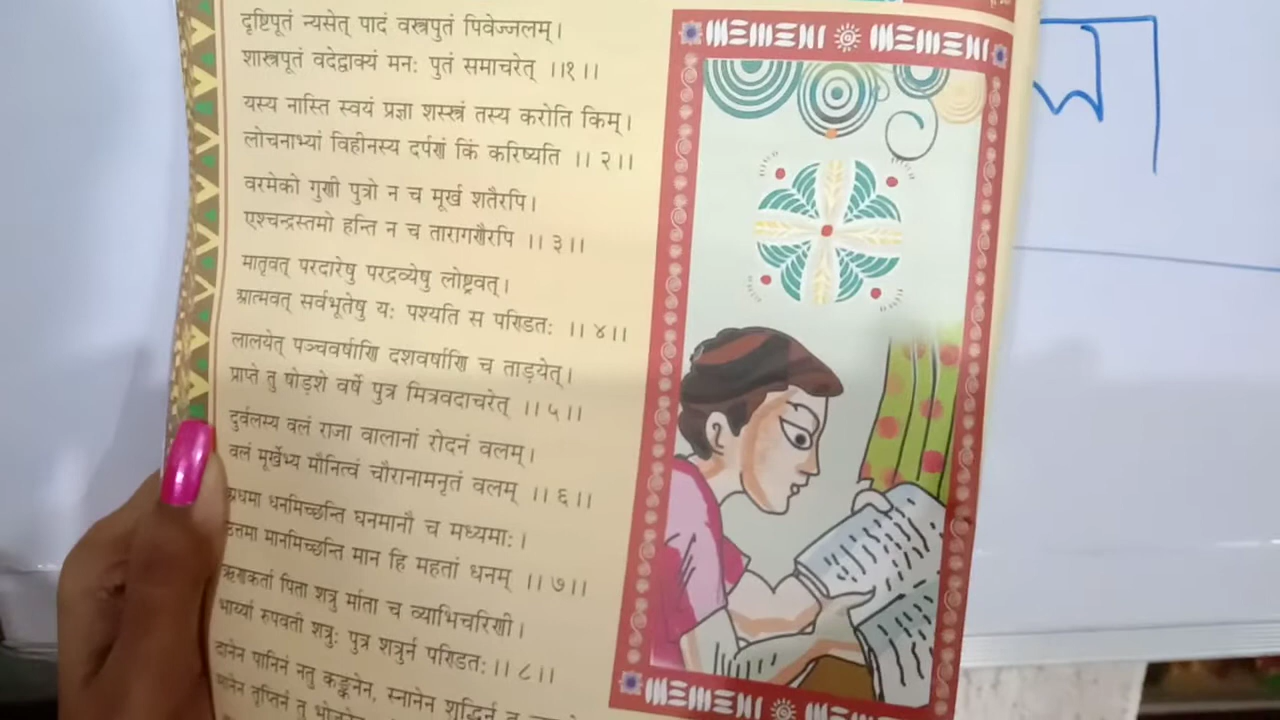 दृष्टिपूतं न्यसेत् पादं वस्त्रपुतं पिवेज्जलम्।
शास्त्रपूतं वदेद्वाक्यं मनः पुतं समाचरेत् ।।१।।
यस्य नास्ति स्वयं प्रज्ञा शस्स्त्रं तस्य करोति किम्।
लोचनाभ्यां विहीनस्य दर्पणं किं करिष्यति ।। २।।
वरमेको गुणी पुत्रो न च मूर्ख शतैरपि।
एश्चन्द्रस्तमो हन्ति न च तारागणैरपि ।। ३।।
मातृवत् परदारेषु परद्रव्येषु लोष्ट्रवत्।
आत्मवत् सर्वभूतेषु यः पश्यति स पण्डितः ।। ४।।
लालयेत् पञ्चवर्षाणि दशवर्षाणि च ताड़येत्।
प्राप्ते तु षोड़शे वर्षे पुत्र मित्रवदाचरेत् ।। ५।।
दुर्वलस्य वलं राजा वालानां रोदनं वलम्।
वलं मूर्खेभ्य मौनित्वं चौरानामनृतं वलम् ।। ६।।
अधमा धनमिच्छन्ति घनमानौ च मध्यमाः।
उत्तमा मानमिच्छन्ति मान हि महतां धनम् ।। ७।।
ऋणकर्ता पिता शत्रु र्माता च व्याभिचरिणी।
भार्य्या रुपवती शत्रुः पुत्र शत्रुर्न पण्डितः।। ८।।
दानेन पानिनं नतु कङ्कनेन, स्नानेन शुद्धिर्न
मानेन तृप्तिनं तु